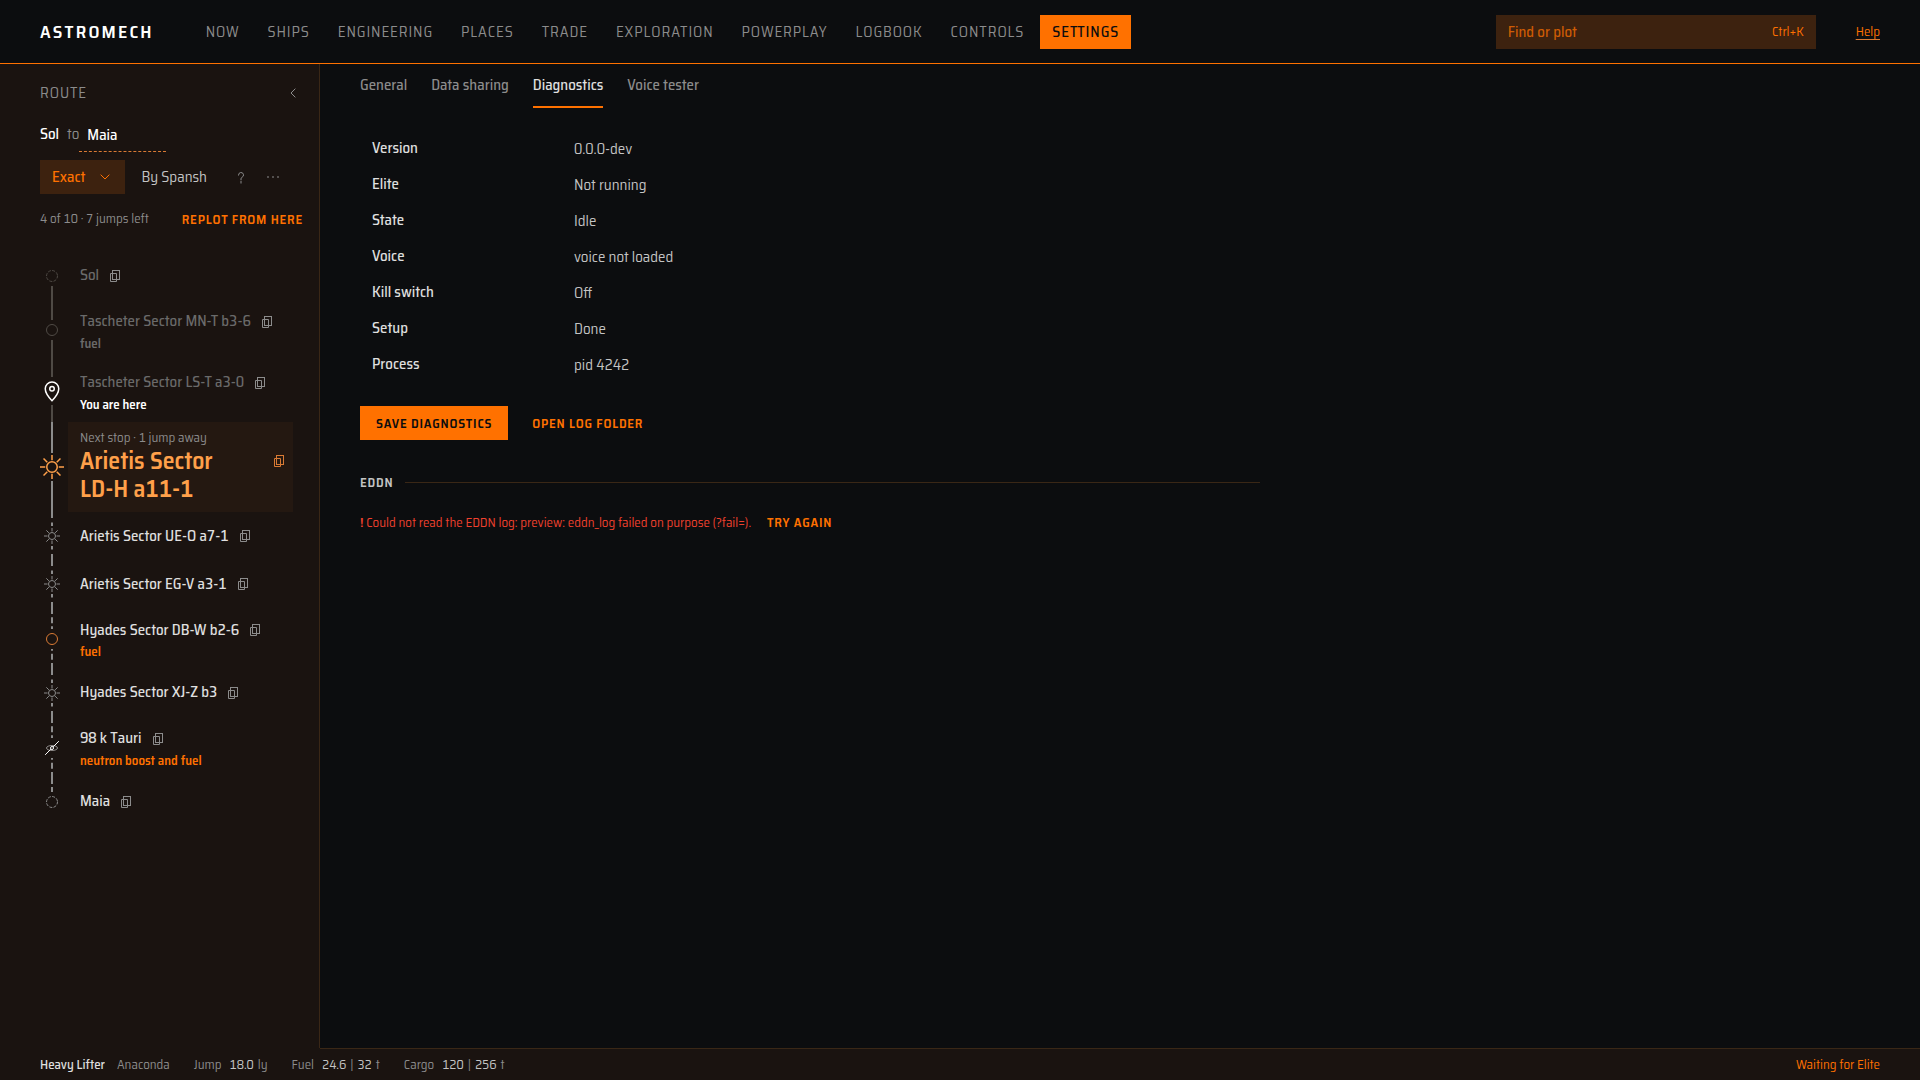 ASTROMECH
NOW
SHIPS
ENGINEERING
PLACES
TRADE
EXPLORATION
POWERPLAY
LOGBOOK
CONTROLS
SETTINGS
Find or plot
Ctrl+K
Help
ROUTE
Sol to Maia
Exact
By Spansh
?
4 of 10 · 7 jumps left
REPLOT FROM HERE
Sol
Tascheter Sector MN-T b3-6
fuel
Tascheter Sector LS-T a3-0
You are here
Next stop · 1 jump away
Arietis Sector
LD-H a11-1
Arietis Sector UE-O a7-1
Arietis Sector EG-V a3-1
Hyades Sector DB-W b2-6
fuel
Hyades Sector XJ-Z b3
98 k Tauri
neutron boost and fuel
Maia
General
Data sharing
Diagnostics
Voice tester
Version 0.0.0-dev
Elite Not running
State Idle
Voice voice not loaded
Kill switch Off
Setup Done
Process pid 4242
SAVE DIAGNOSTICS
OPEN LOG FOLDER
EDDN
! Could not read the EDDN log: preview: eddn_log failed on purpose (?fail=).
TRY AGAIN
Heavy Lifter Anaconda
Jump 18.0 ly
Fuel 24.6 | 32 t
Cargo 120 | 256 t
Waiting for Elite